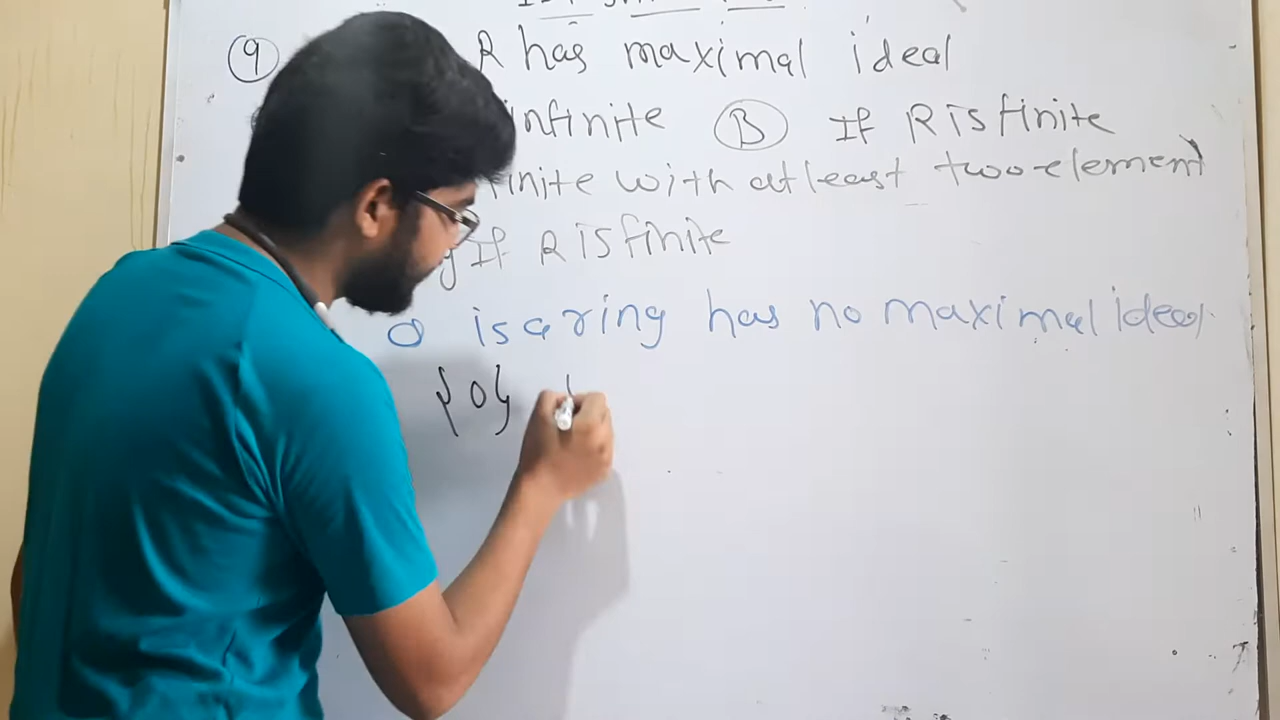 9 R has maximal ideal
infinite B If R is finite
finite with atleast two element
y If R is finite
0 is a ring has no maximal ideal.
{0}